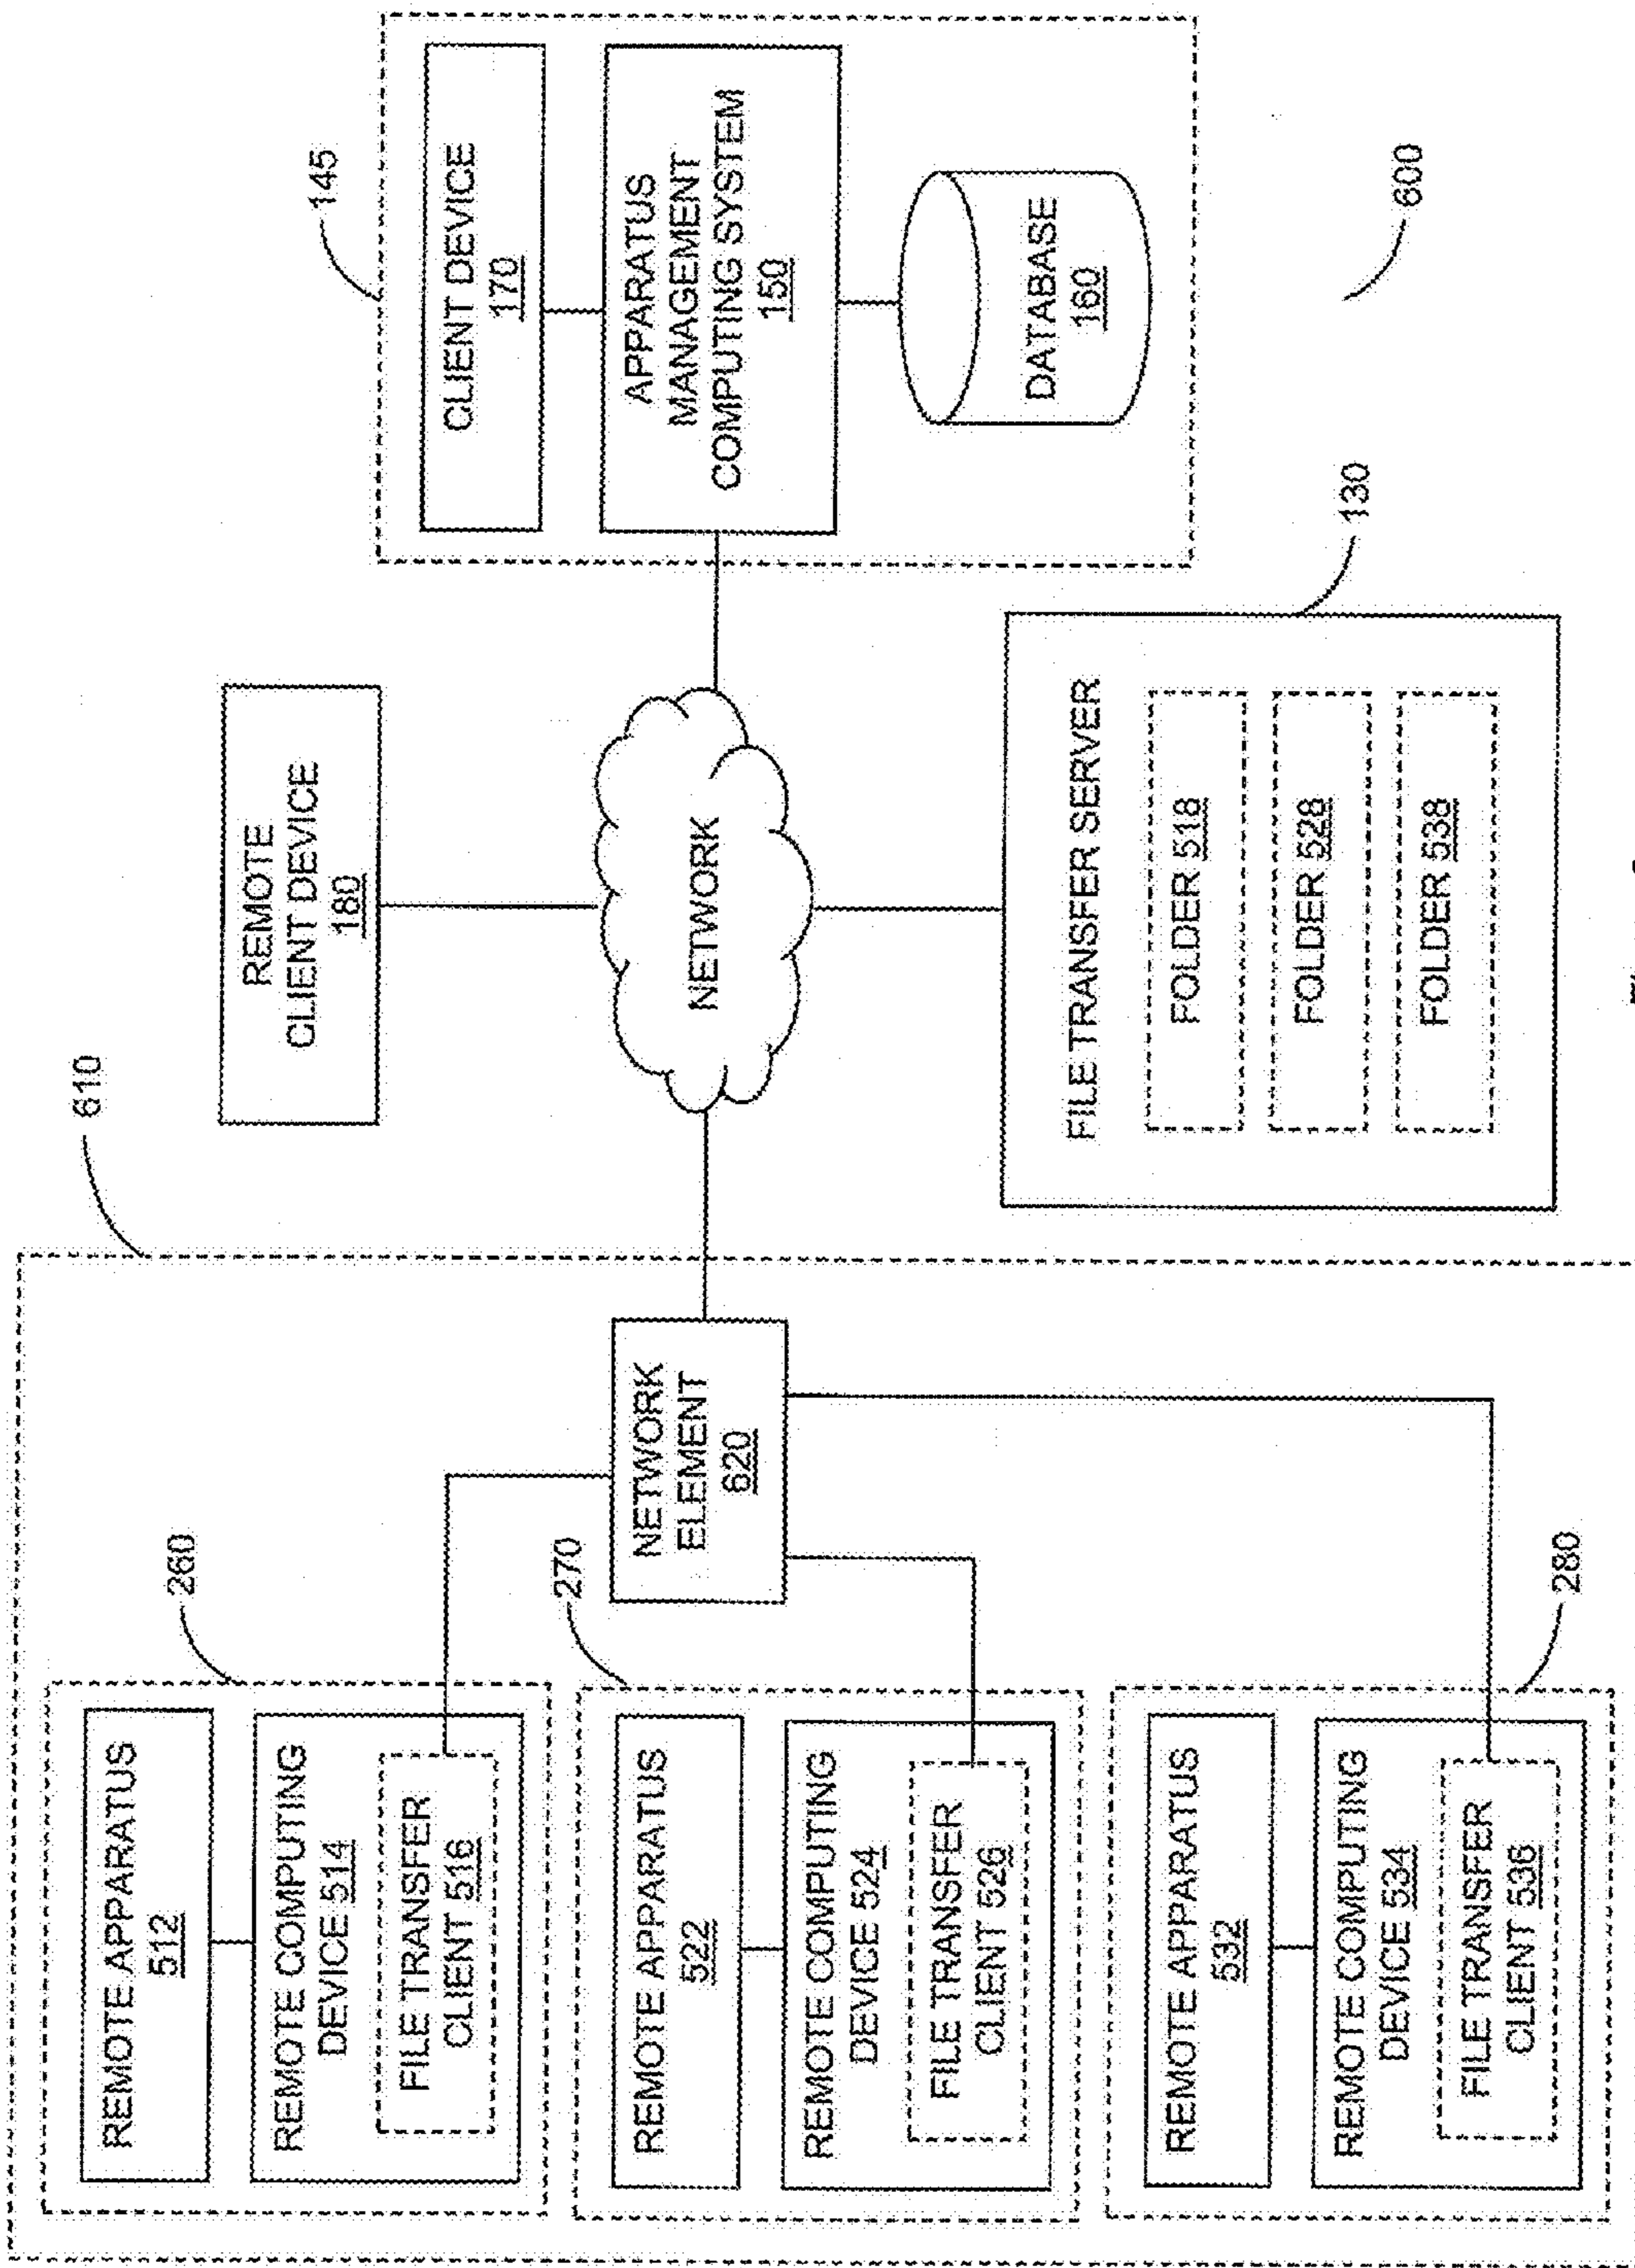 610
260
REMOTE APPARATUS
512
REMOTE COMPUTING
DEVICE 514
FILE TRANSFER
CLIENT 516
270
REMOTE APPARATUS
522
REMOTE COMPUTING
DEVICE 524
FILE TRANSFER
CLIENT 526
280
REMOTE APPARATUS
532
REMOTE COMPUTING
DEVICE 534
FILE TRANSFER
CLIENT 536
NETWORK
ELEMENT
620
REMOTE
CLIENT DEVICE
180
NETWORK
FILE TRANSFER SERVER
FOLDER 518
FOLDER 528
FOLDER 538
130
145
CLIENT DEVICE
170
APPARATUS
MANAGEMENT
COMPUTING SYSTEM
150
DATABASE
160
600